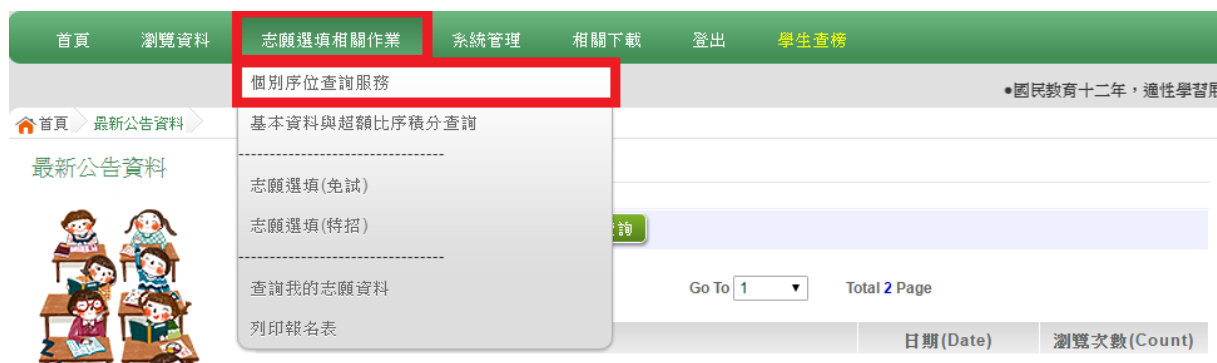 首頁 瀏覽資料 志願選填相關作業 系統管理 相關下載 登出 學生查榜
個別序位查詢服務
●國民教育十二年，適性學習展
首頁 最新公告資料
基本資料與超額比序積分查詢
--------------------------------
最新公告資料
志願選填(免試)
志願選填(特招)
詢
--------------------------------
查詢我的志願資料
Go To 1 Total 2 Page
列印報名表
日期(Date) 瀏覽次數(Count)